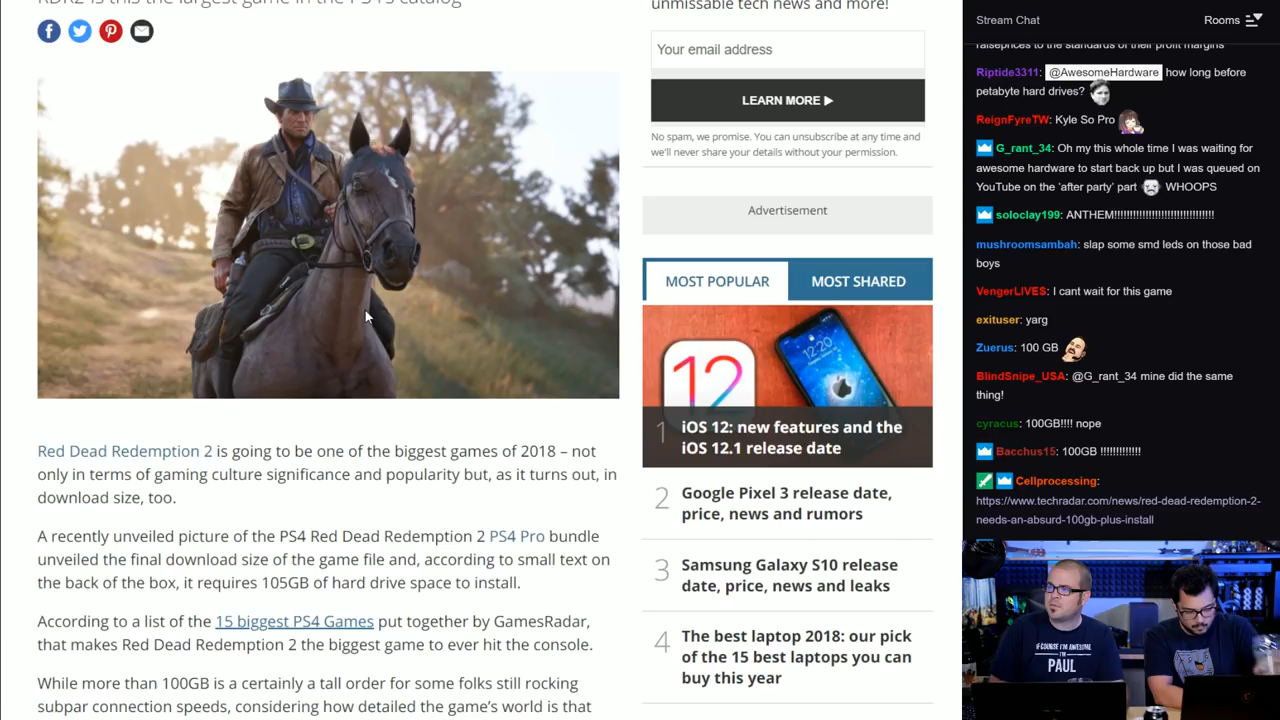 RDR2 is this the largest game in the PS4's catalog
Red Dead Redemption 2 is going to be one of the biggest games of 2018 – not
only in terms of gaming culture significance and popularity but, as it turns out, in
download size, too.
A recently unveiled picture of the PS4 Red Dead Redemption 2 PS4 Pro bundle
unveiled the final download size of the game file and, according to small text on
the back of the box, it requires 105GB of hard drive space to install.
According to a list of the 15 biggest PS4 Games put together by GamesRadar,
that makes Red Dead Redemption 2 the biggest game to ever hit the console.
While more than 100GB is a certainly a tall order for some folks still rocking
subpar connection speeds, considering how detailed the game's world is that
unmissable tech news and more!
Your email address
LEARN MORE ▶
No spam, we promise. You can unsubscribe at any time and
we'll never share your details without your permission.
Advertisement
MOST POPULAR
MOST SHARED
12
12:20
1 iOS 12: new features and the
iOS 12.1 release date
2 Google Pixel 3 release date,
price, news and rumors
3 Samsung Galaxy S10 release
date, price, news and leaks
4 The best laptop 2018: our pick
of the 15 best laptops you can
buy this year
Stream Chat
Rooms
raiseprices to the standards of their profit margins
Riptide3311: @AwesomeHardware how long before
petabyte hard drives?
ReignFyreTW: Kyle So Pro
G_rant_34: Oh my this whole time I was waiting for
awesome hardware to start back up but I was queued on
YouTube on the 'after party' part WHOOPS
soloclay199: ANTHEM!!!!!!!!!!!!!!!!!!!!!!!!!!!!!!!!!!
mushroomsambah: slap some smd leds on those bad
boys
VengerLIVES: I cant wait for this game
exituser: yarg
Zuerus: 100 GB
BlindSnipe_USA: @G_rant_34 mine did the same
thing!
cyracus: 100GB!!!! nope
Bacchus15: 100GB !!!!!!!!!!!!!
Cellprocessing:
https://www.techradar.com/news/red-dead-redemption-2-
needs-an-absurd-100gb-plus-install
IF COURSE I'M AWESOME
I'M
PAUL